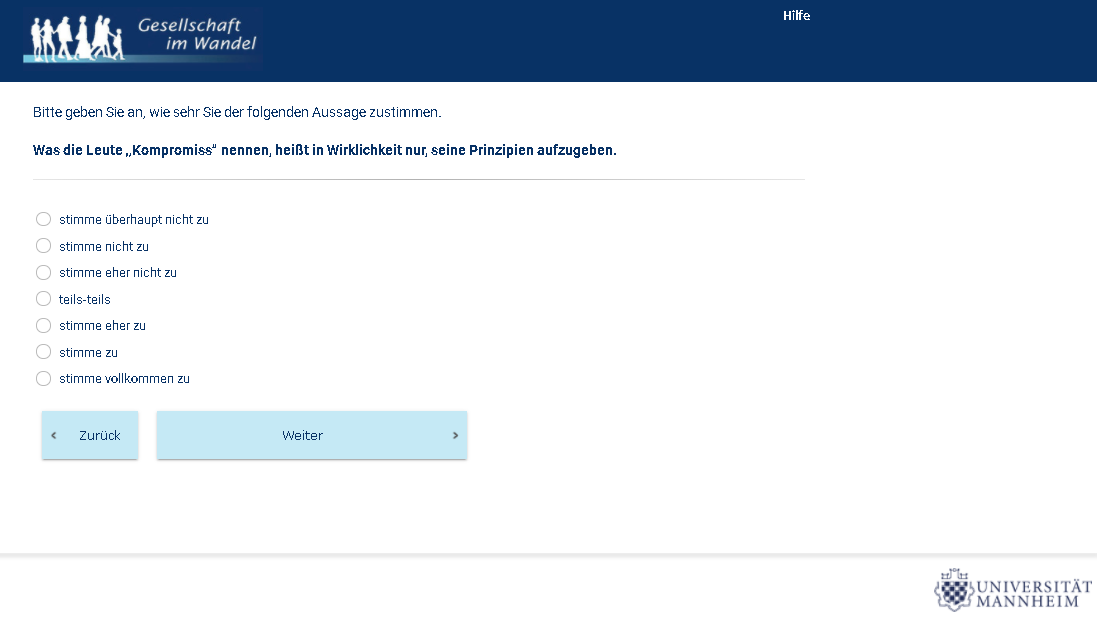 Gesellschaft
im Wandel
Hilfe
Bitte geben Sie an, wie sehr Sie der folgenden Aussage zustimmen.
Was die Leute „Kompromiss“ nennen, heißt in Wirklichkeit nur, seine Prinzipien aufzugeben.
stimme überhaupt nicht zu
stimme nicht zu
stimme eher nicht zu
teils-teils
stimme eher zu
stimme zu
stimme vollkommen zu
Zurück
Weiter
UNIVERSITÄT
MANNHEIM